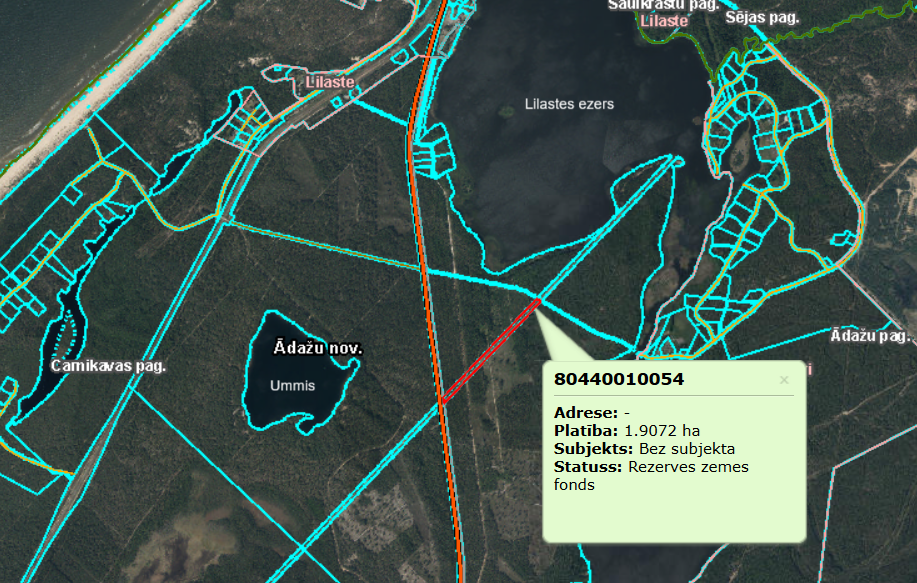 Saulkrastu pag.
Lilaste
Sējas pag.
Lilaste
Lilastes ezers
Ādažu nov.
Ādažu pag.
Carnikavas pag.
Ummis
80440010054
×
Adrese: -
Platība: 1.9072 ha
Subjekts: Bez subjekta
Statuss: Rezerves zemes
fonds